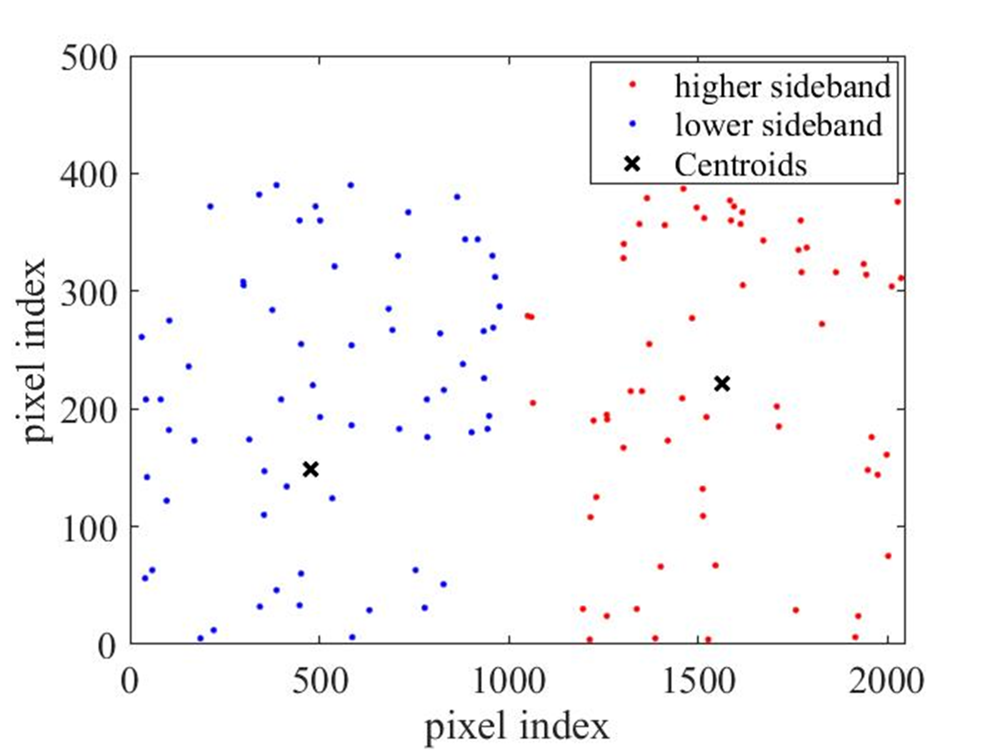 500
400
300
200
100
0
0 500 1000 1500 2000
pixel index
pixel index
higher sideband
lower sideband
Centroids